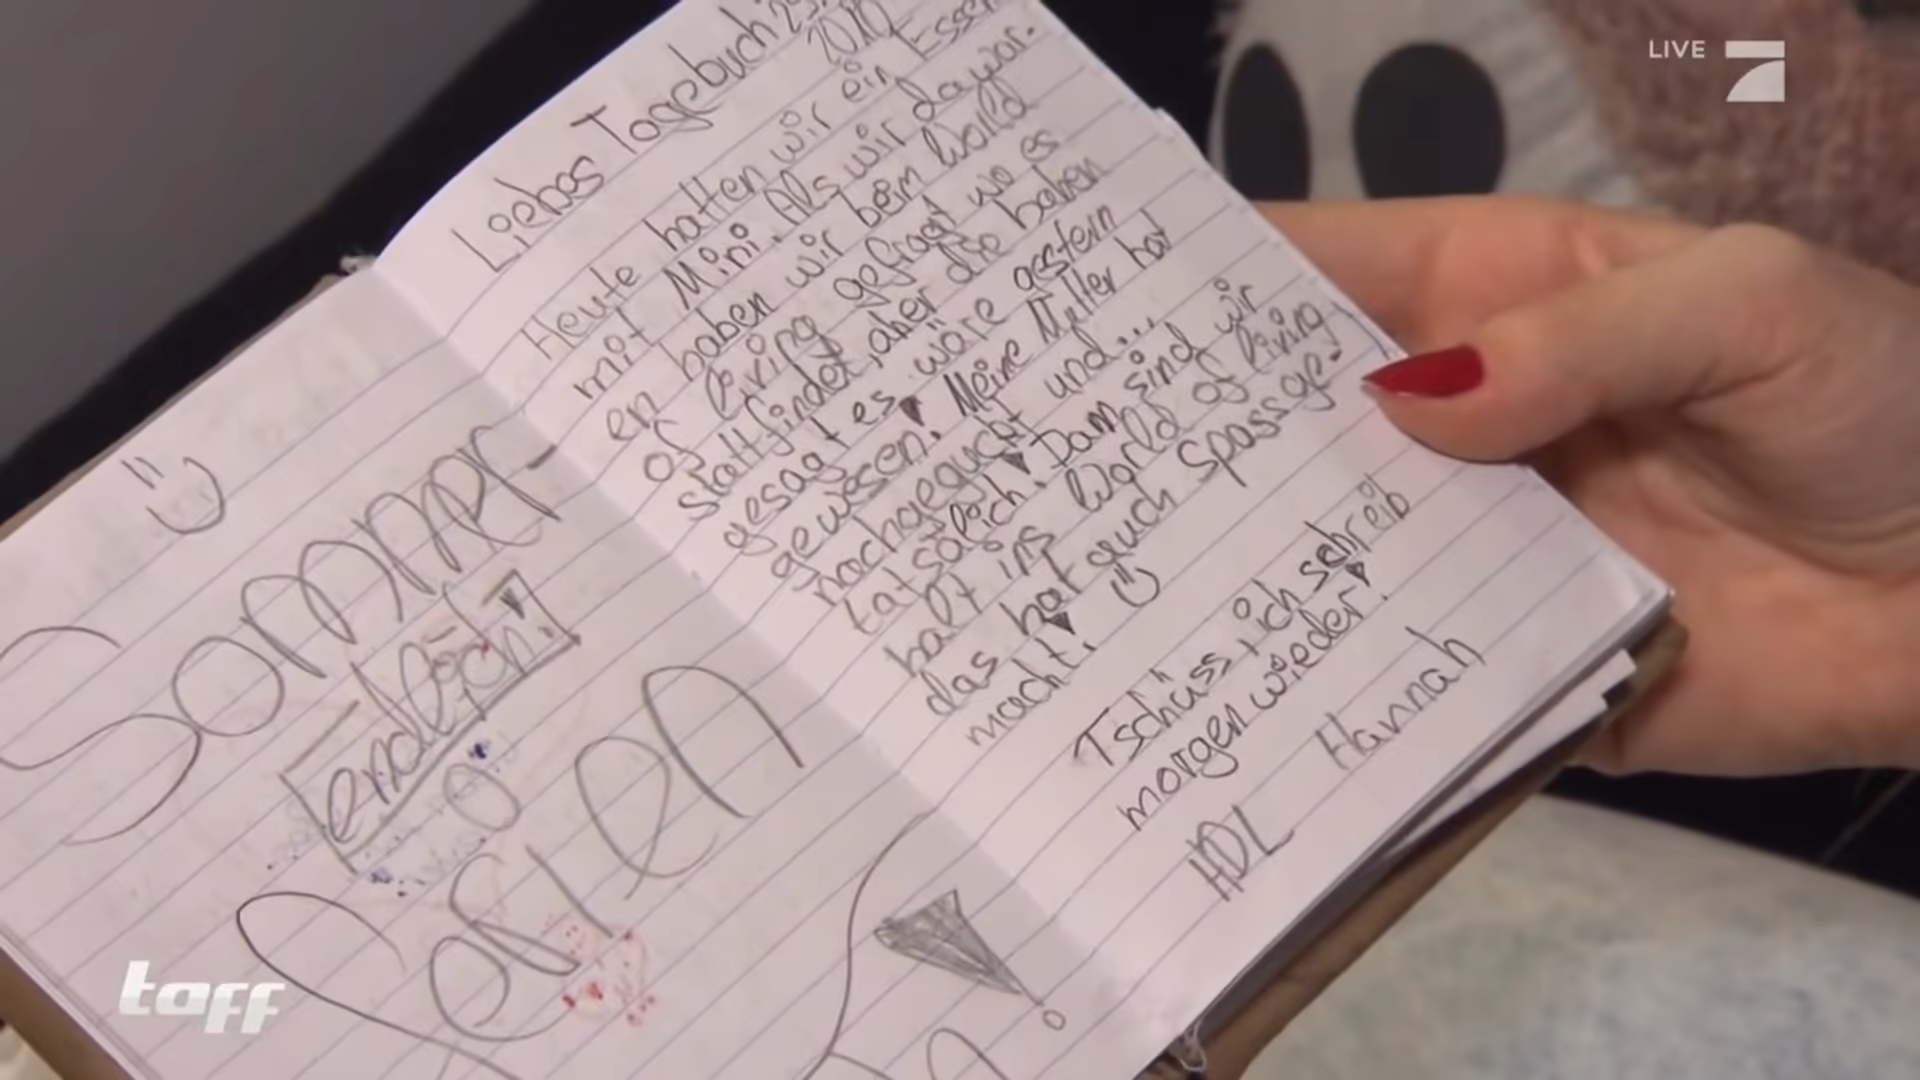 LIVE
taff
Sommer-
endlich!
ferien
Liebes Tagebuch
2010
Heute hatten wir ein Essen
mit Mini. Als wir da war-
en haben wir beim World
of living gefragt wo es
stattfindet, aber die haben
gesagt es wäre gestern
gewesen! Meine Mutter hat
nachgeguckt und...
tatsälich! Dann sind wir
halt ins World of living
das hat auch Spass ge-
macht!
Tschüss ich schreib
morgen wieder!
HDL Hannah